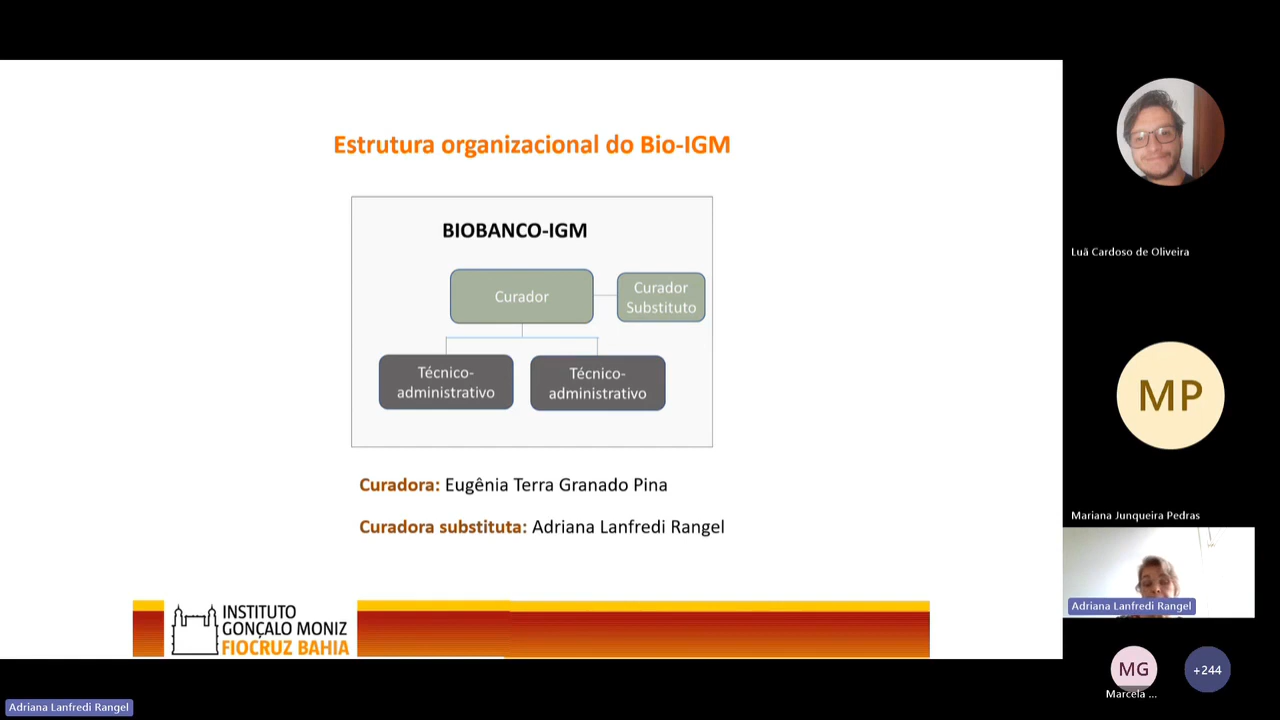 Estrutura organizacional do Bio-IGM
BIOBANCO-IGM
Curador
Curador
Substituto
Técnico-
administrativo
Técnico-
administrativo
Curadora: Eugênia Terra Granado Pina
Curadora substituta: Adriana Lanfredi Rangel
INSTITUTO
GONÇALO MONIZ
FIOCRUZ BAHIA
Luã Cardoso de Oliveira
MP
Mariana Junqueira Pedras
Adriana Lanfredi Rangel
MG
+244
Marcela ...
Adriana Lanfredi Rangel